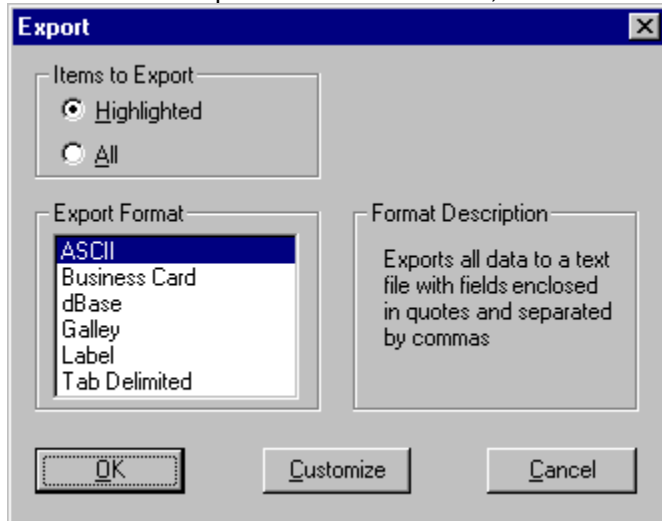 Export
Items to Export
Highlighted
All
Export Format
ASCII
Business Card
dBase
Galley
Label
Tab Delimited
Format Description
Exports all data to a text
file with fields enclosed
in quotes and separated
by commas
OK
Customize
Cancel